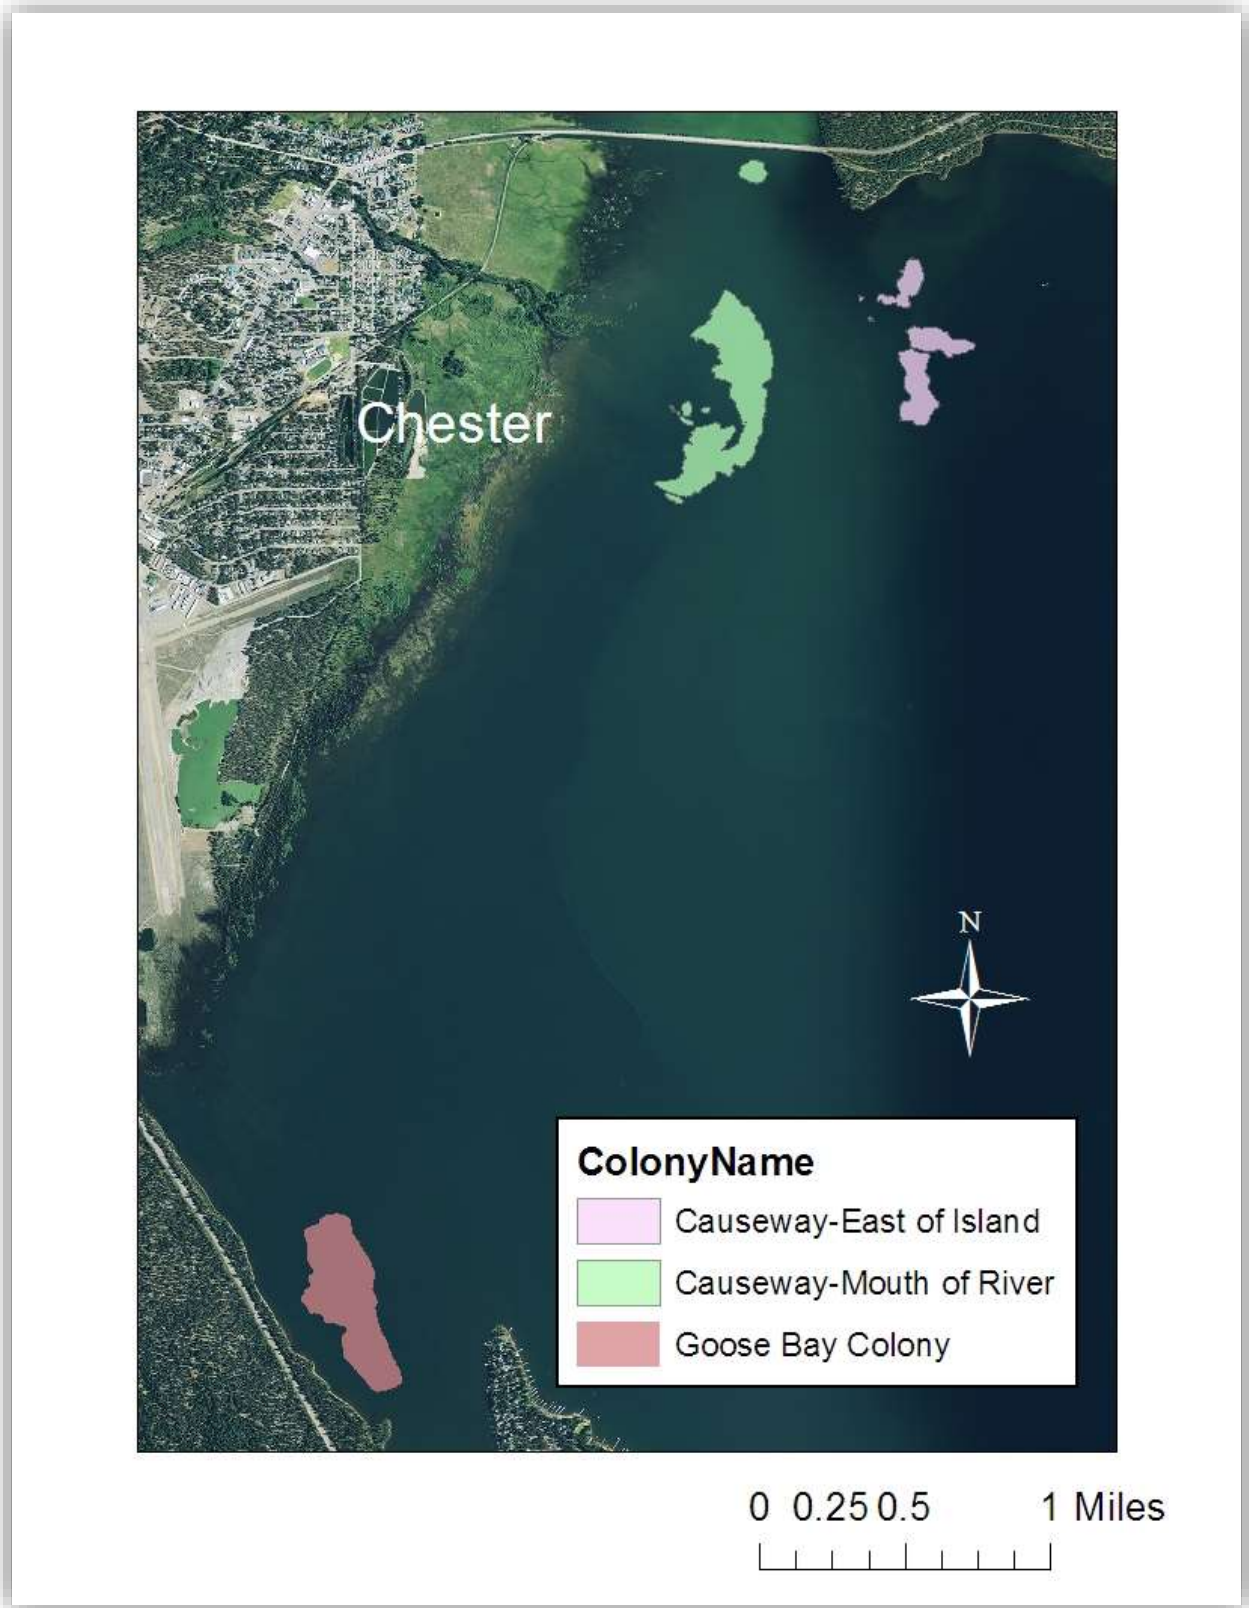 Chester
N
ColonyName
Causeway-East of Island
Causeway-Mouth of River
Goose Bay Colony
0 0.25 0.5 1 Miles